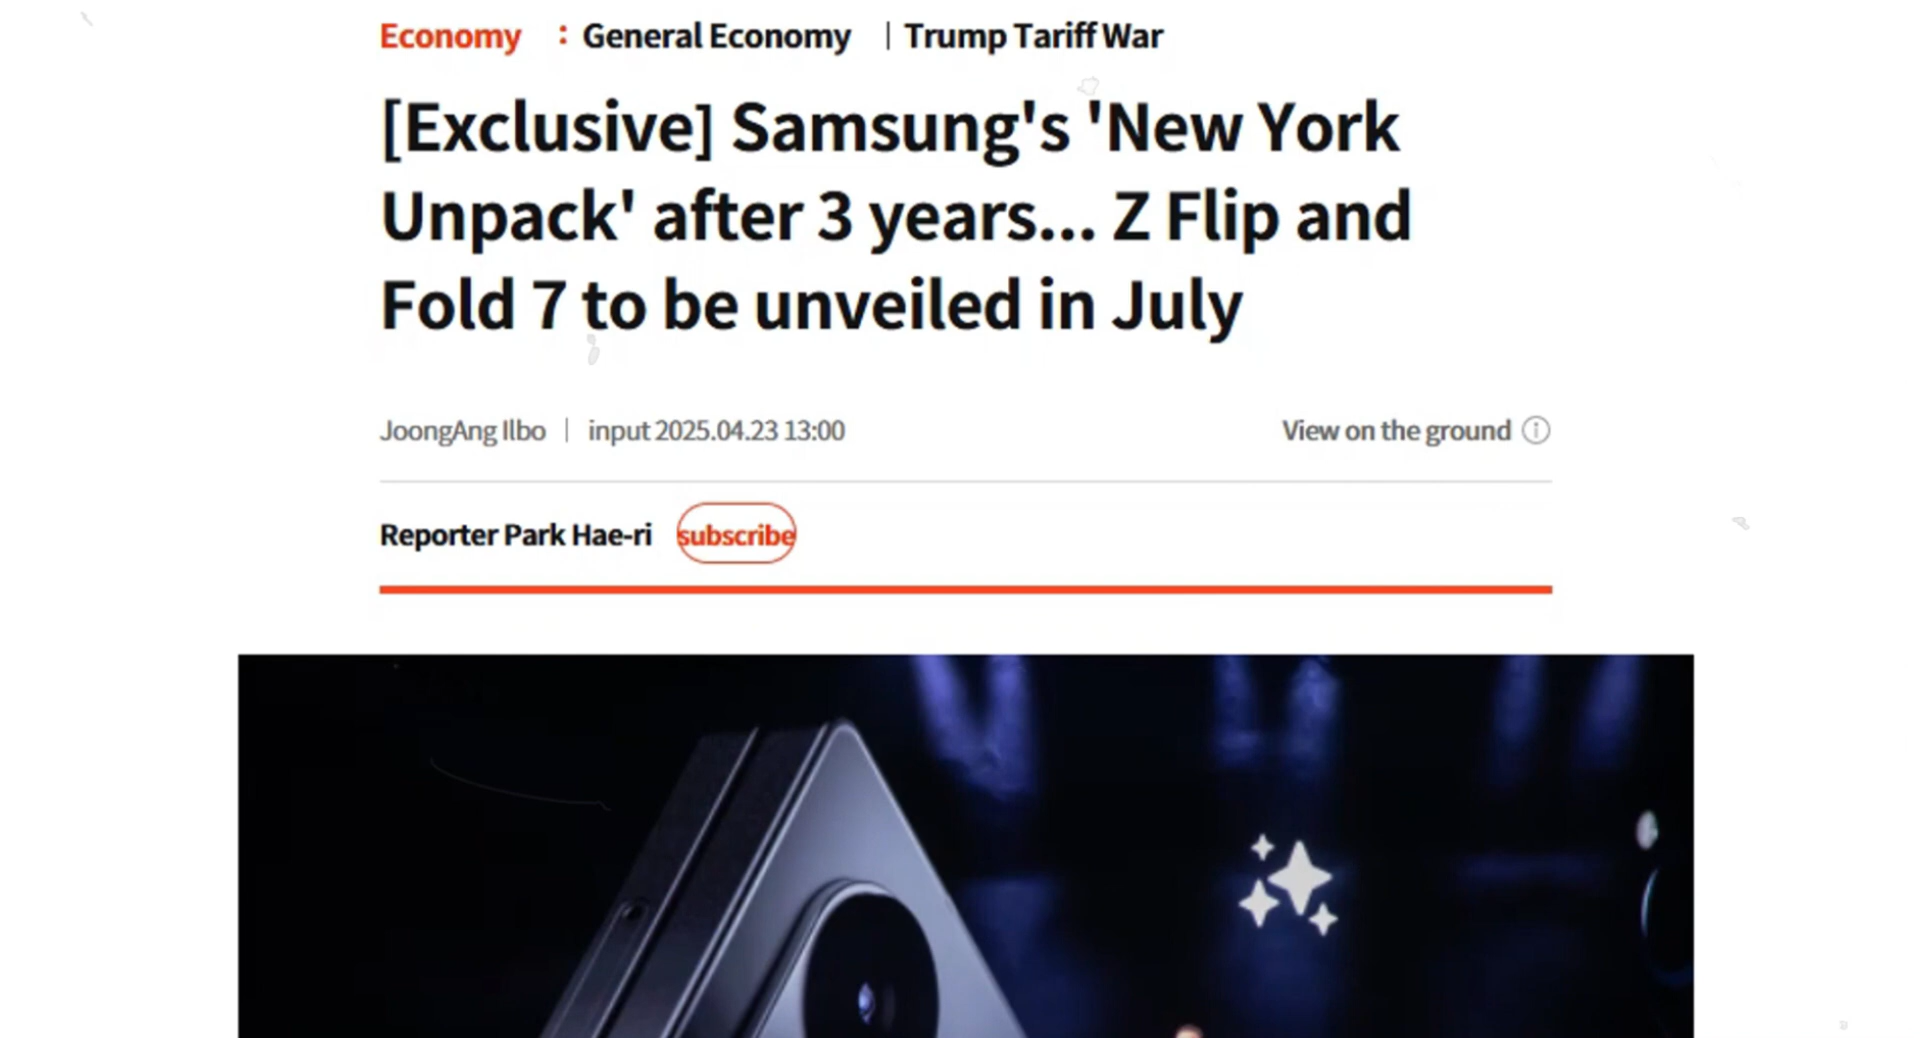 Economy : General Economy | Trump Tariff War
[Exclusive] Samsung's 'New York
Unpack' after 3 years... Z Flip and
Fold 7 to be unveiled in July
JoongAng Ilbo | input 2025.04.23 13:00 View on the ground
Reporter Park Hae-ri subscribe